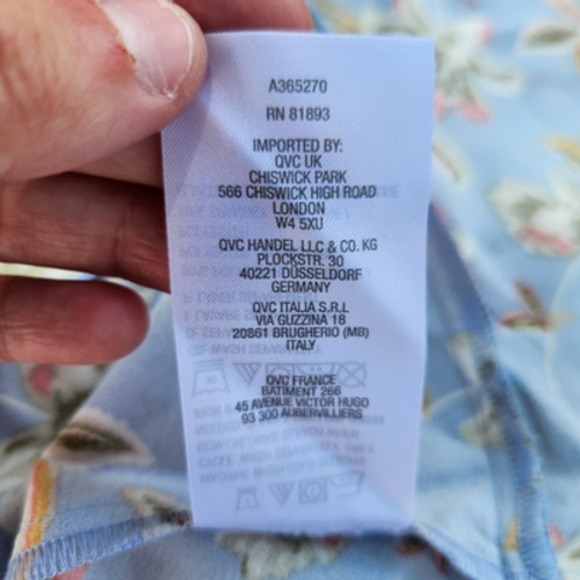 A365270
RN 81893
IMPORTED BY:
QVC UK
CHISWICK PARK
566 CHISWICK HIGH ROAD
LONDON
W4 5XU
QVC HANDEL LLC & CO. KG
PLOCKSTR. 30
40221 DÜSSELDORF
GERMANY
QVC ITALIA S.R.L
VIA GUZZINA 18
20861 BRUGHERIO (MB)
ITALY
QVC FRANCE
BATIMENT 266
45 AVENUE VICTOR HUGO
93 300 AUBERVILLIERS